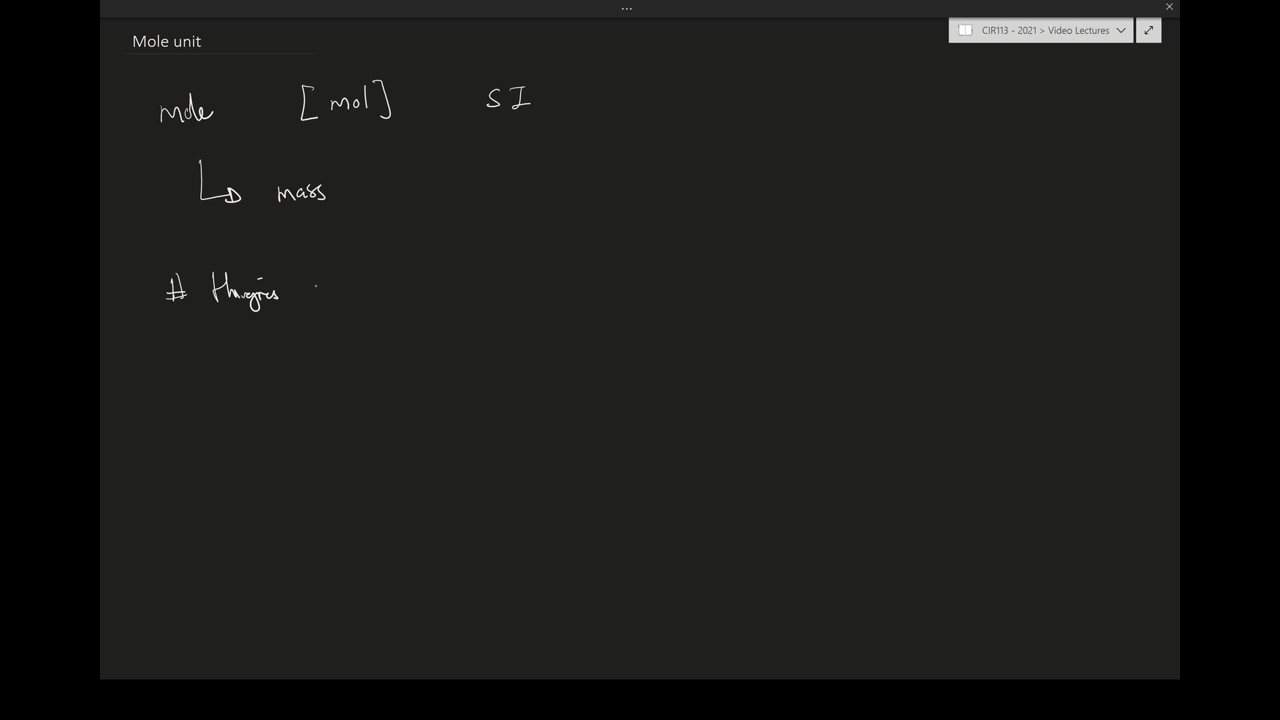 CIR113 - 2021 > Video Lectures
Mole unit
mole [mol] SI
mass
# things